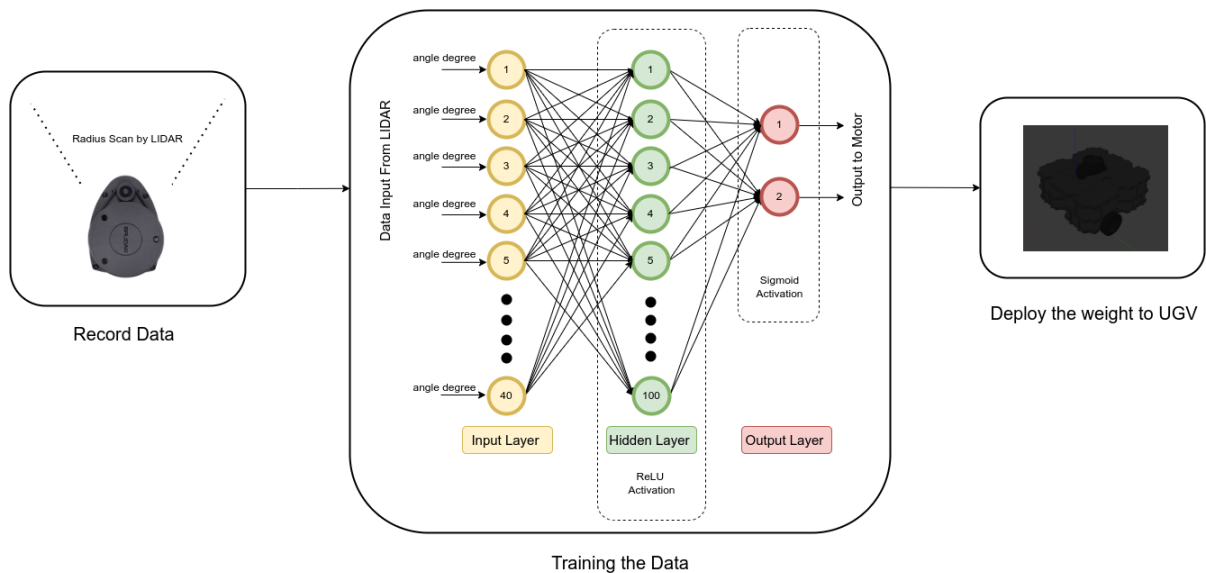 Radius Scan by LIDAR
RPLIDAR
Record Data
Data Input From LIDAR
angle degree
angle degree
angle degree
angle degree
angle degree
angle degree
1
2
3
4
5
40
Input Layer
1
2
3
4
5
100
Hidden Layer
ReLU
Activation
1
2
Sigmoid
Activation
Output Layer
Output to Motor
Training the Data
Deploy the weight to UGV